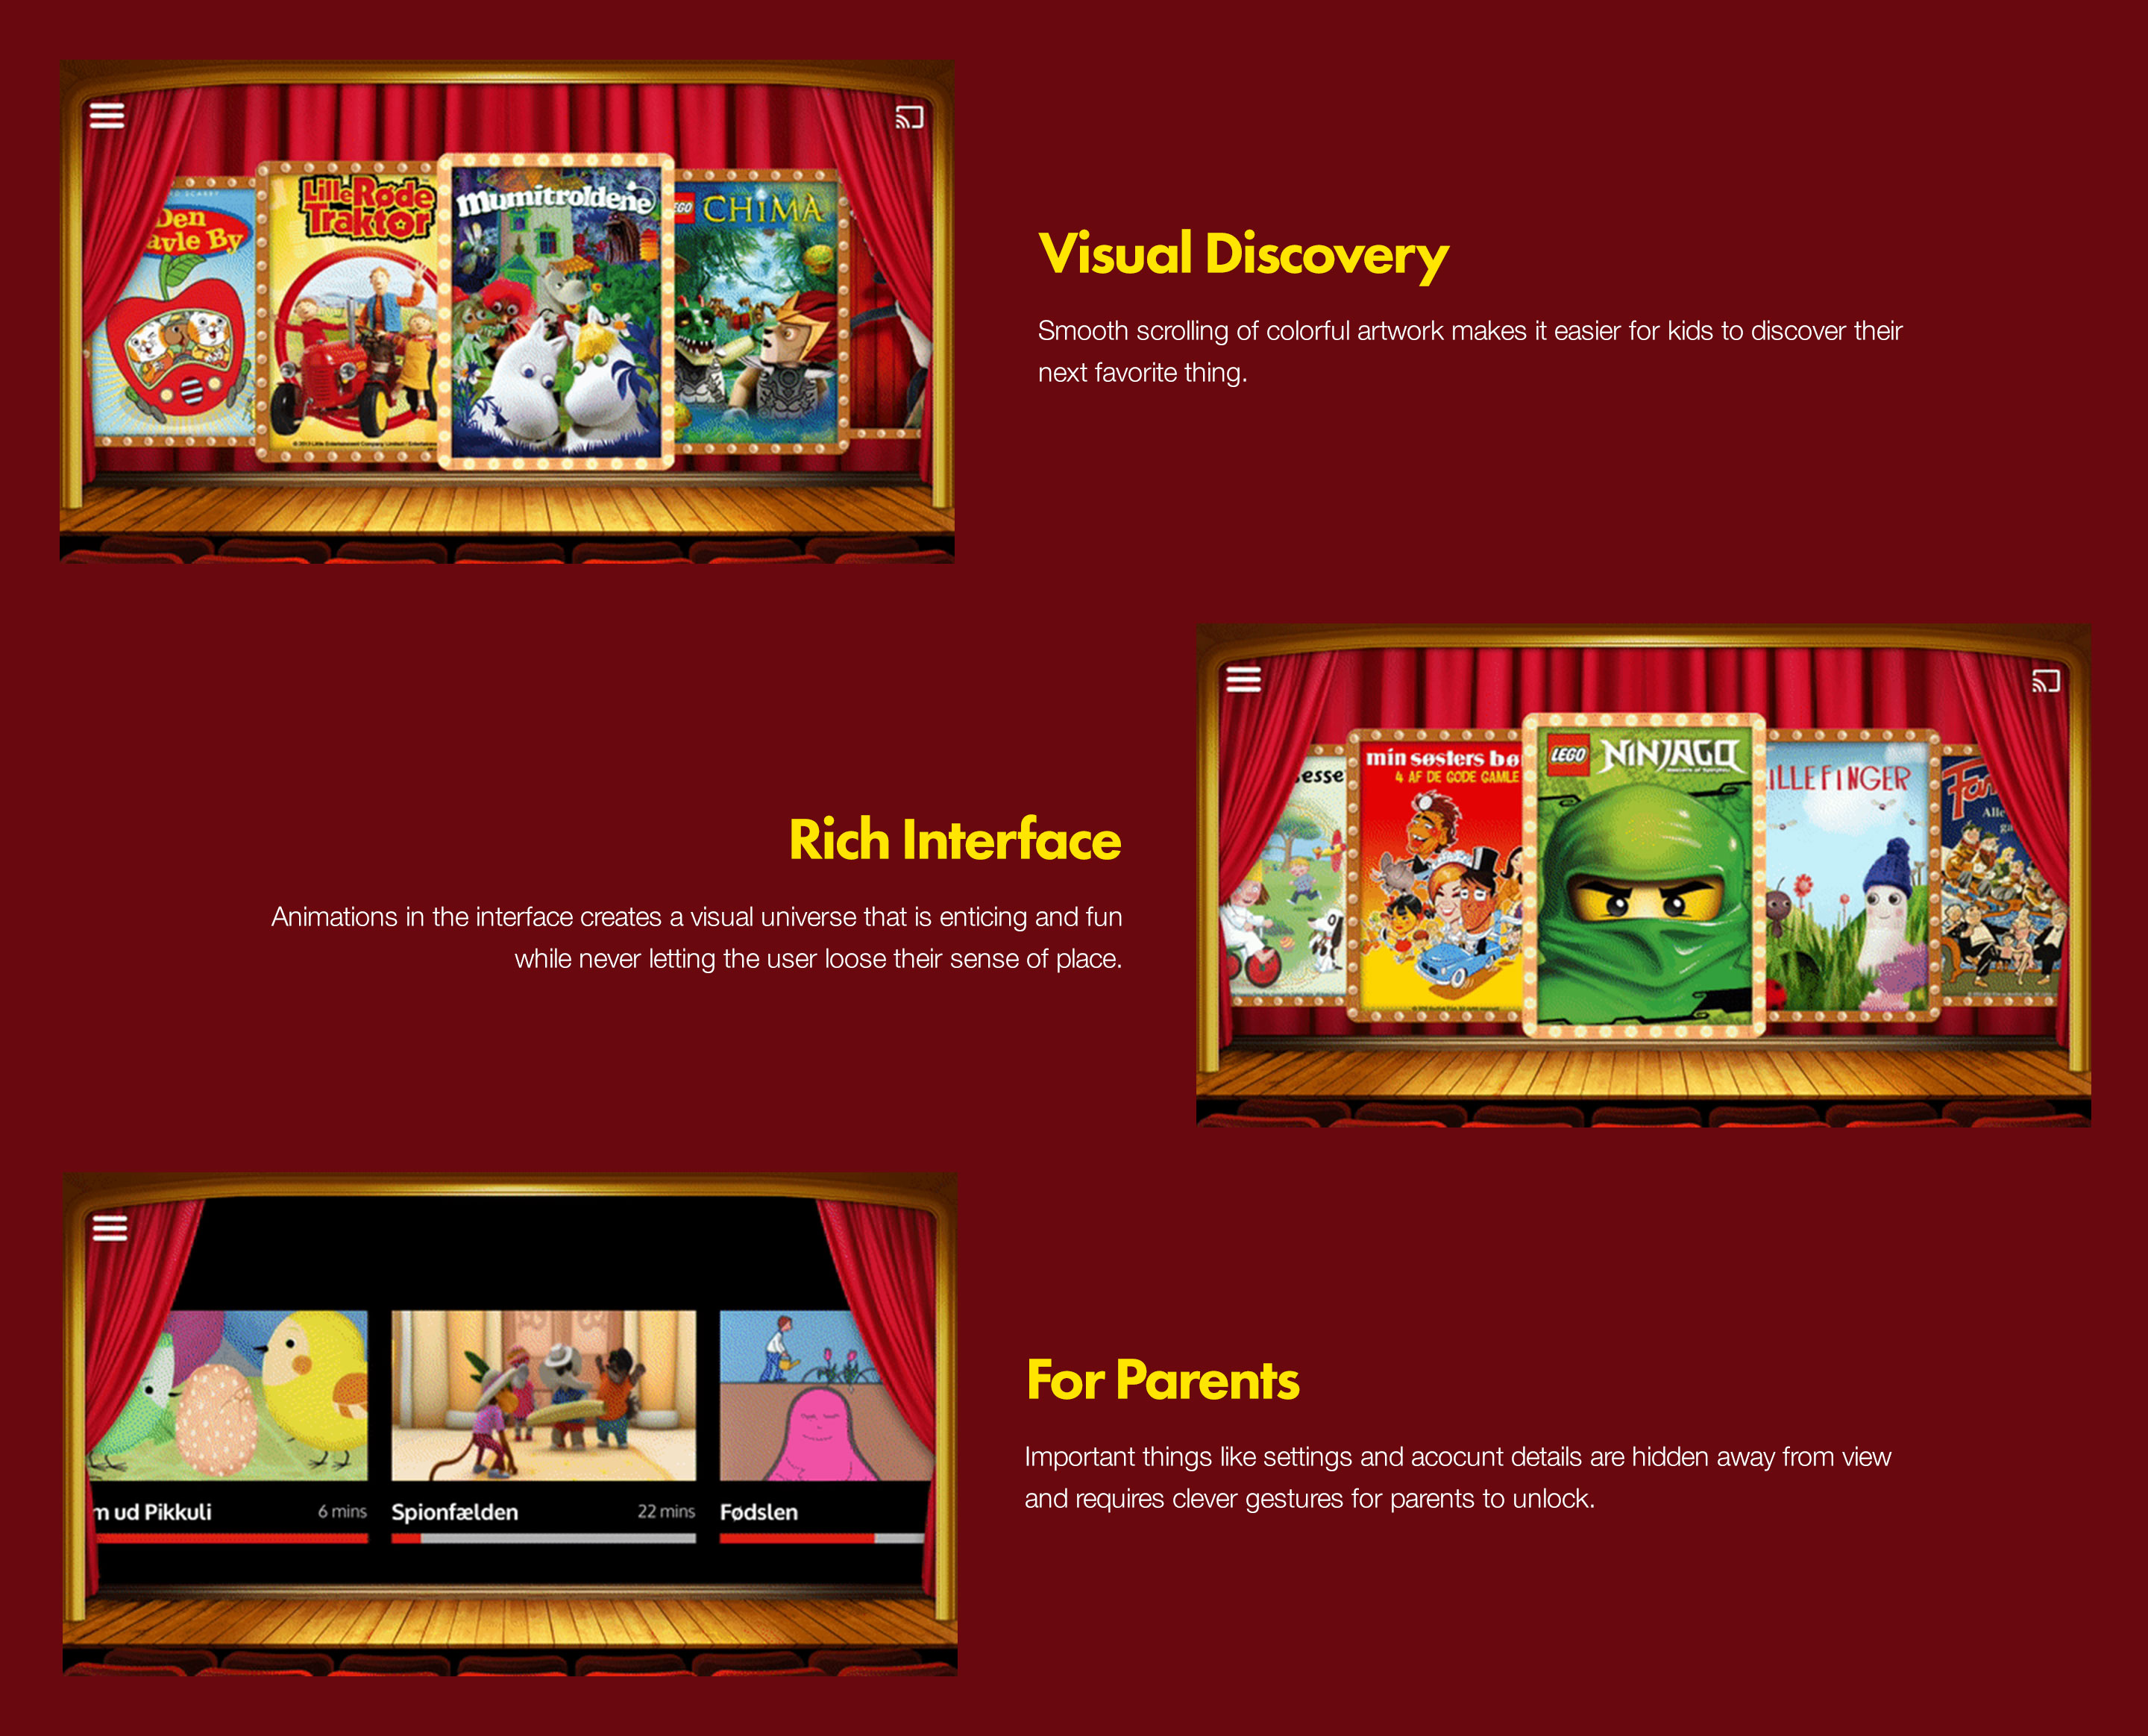 Den
avle By
Lille Røde
Traktor
mumitroldene
LEGO CHIMA
Visual Discovery
Smooth scrolling of colorful artwork makes it easier for kids to discover their
next favorite thing.
Rich Interface
Animations in the interface creates a visual universe that is enticing and fun
while never letting the user loose their sense of place.
esse
min søsters bø
4 AF DE GODE GAMLE
LEGO NINJAGO
ILLEFINGER
Alle
For Parents
Important things like settings and acocunt details are hidden away from view
and requires clever gestures for parents to unlock.
m ud Pikkuli 6 mins
Spionfælden 22 mins
Fødslen